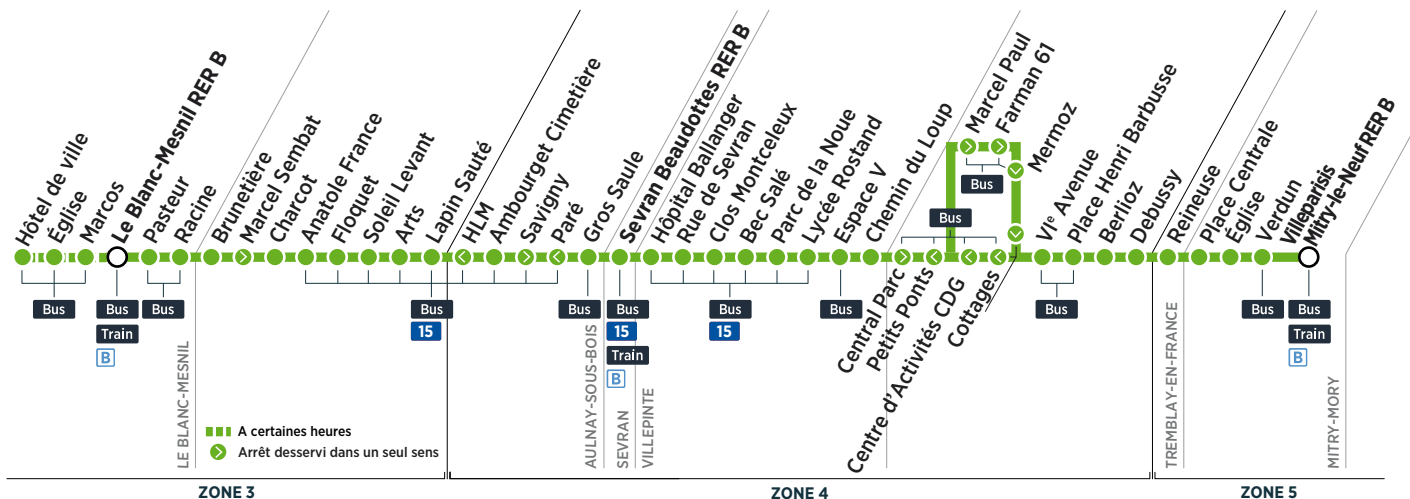 Hôtel de ville
Église
Marcos
Le Blanc-Mesnil RER B
Pasteur
Racine
Brunetière
Marcel Sembat
Charcot
Anatole France
Floquet
Soleil Levant
Arts
Lapin Sauté
HLM
Ambourget Cimetière
Savigny
Paré
Gros Saule
Sevran Beaudottes RER B
Hôpital Ballanger
Rue de Sevran
Clos Montceleux
Bec Salé
Parc de la Noue
Lycée Rostand
Espace V
Chemin du Loup
Marcel Paul
Farman 61
Mermoz
Bus
Bus
Central Parc
Petits Ponts
Centre d'Activités CDG
Cottages
VIe Avenue
Place Henri Barbusse
Berlioz
Debussy
Reineuse
Place Centrale
Église
Verdun
Villeparisis
Mitry-le-Neuf RER B
Bus
Bus
Train
B
Bus
Bus
15
Bus
Bus
15
Train
B
Bus
15
Bus
Bus
Bus
Bus
Train
B
LE BLANC-MESNIL
AULNAY-SOUS-BOIS
SEVRAN
VILLEPINTE
TREMBLAY-EN-FRANCE
MITRY-MORY
A certaines heures
Arrêt desservi dans un seul sens
ZONE 3
ZONE 4
ZONE 5